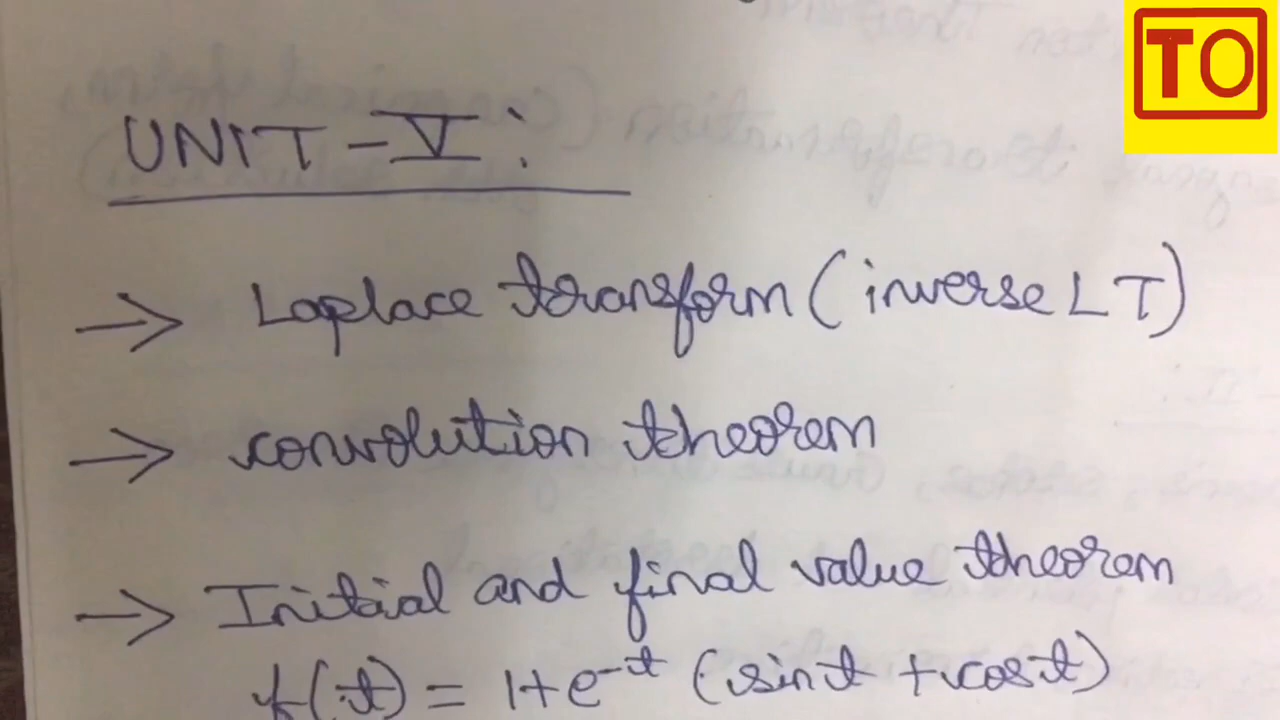 TO
UNIT-V:
→ Laplace transform (inverse LT)
→ convolution theorem
→ Initial and final value theorem
f(t) = 1+e^-t (sint + cost)